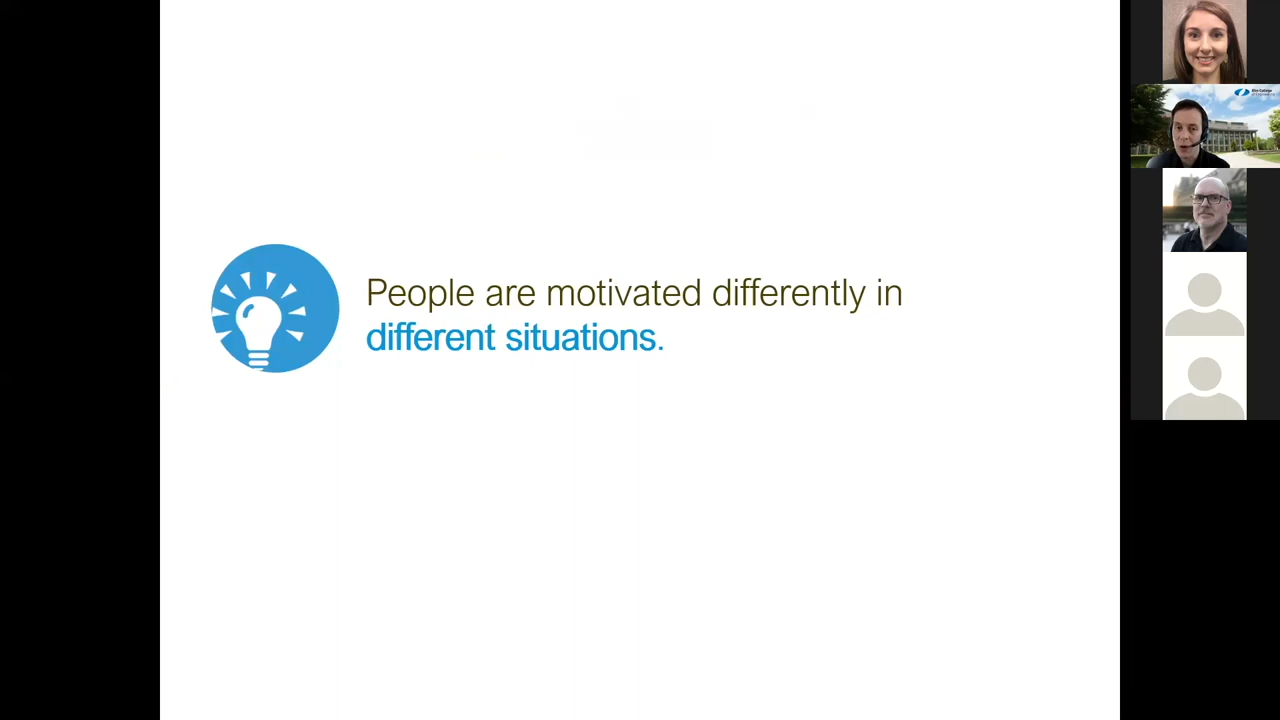 People are motivated differently in
different situations.